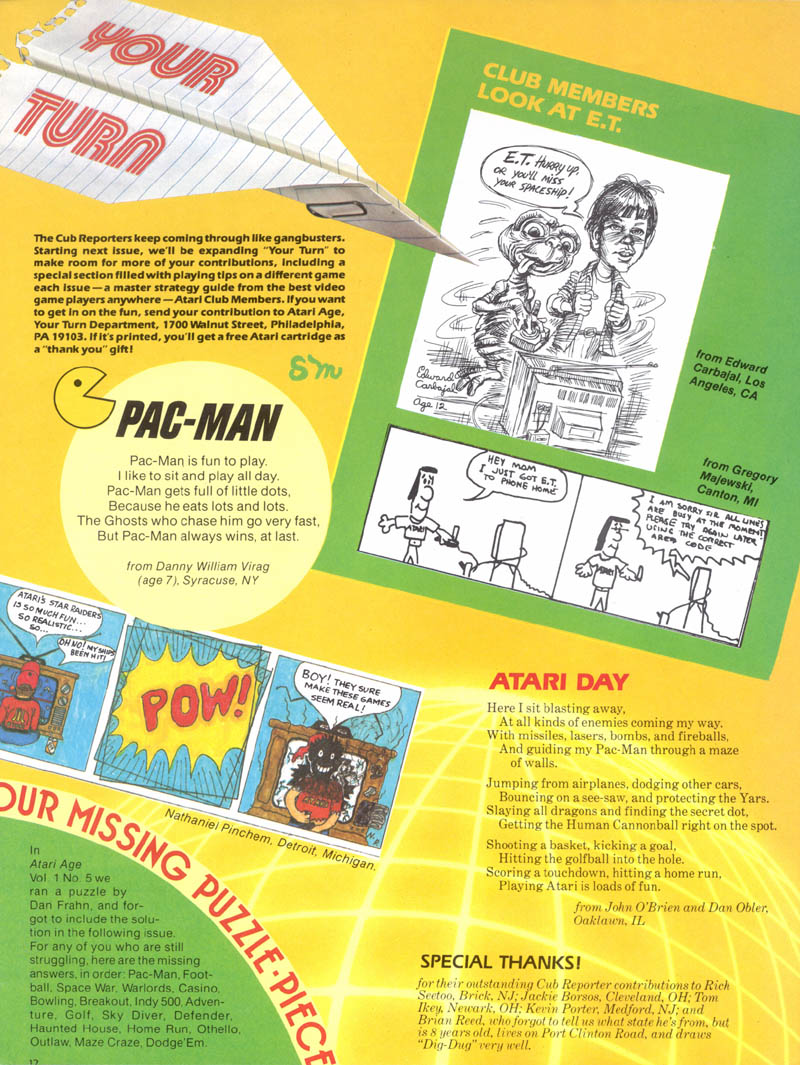 YOUR
TURN
The Cub Reporters keep coming through like gangbusters.
Starting next issue, we'll be expanding "Your Turn" to
make room for more of your contributions, including a
special section filled with playing tips on a different game
each issue—a master strategy guide from the best video
game players anywhere—Atari Club Members. If you want
to get in on the fun, send your contribution to Atari Age,
Your Turn Department, 1700 Walnut Street, Philadelphia,
PA 19103. If it's printed, you'll get a free Atari cartridge as
a "thank you" gift!
Sm
CLUB MEMBERS
LOOK AT E.T.
E.T. HURRY UP,
OR YOU'LL MISS
YOUR SPACESHIP!
Edward
Carbajal
Age 12
from Edward
Carbajal, Los
Angeles, CA
from Gregory
Majewski,
Canton, MI
HEY MOM
I JUST GOT E.T.
TO PHONE HOME
I AM SORRY SIR ALL LINE'S
ARE BUSY AT THE MOMENT
PLEASE TRY AGAIN LATER
USING THE CORRECT
AREA CODE
PAC-MAN
Pac-Man is fun to play.
I like to sit and play all day.
Pac-Man gets full of little dots,
Because he eats lots and lots.
The Ghosts who chase him go very fast,
But Pac-Man always wins, at last.
from Danny William Virag
(age 7), Syracuse, NY
ATARI'S STAR RAIDERS
IS SO MUCH FUN...
SO REALISTIC...
SO...
OH NO! MY SHIPS
BEEN HIT!
POW!
BOY! THEY SURE
MAKE THESE GAMES
SEEM REAL!
N.P.
Nathaniel Pinchem, Detroit, Michigan.
OUR MISSING PUZZLE-PIECE
In
Atari Age
Vol. 1 No. 5 we
ran a puzzle by
Dan Frahn, and for-
got to include the solu-
tion in the following issue.
For any of you who are still
struggling, here are the missing
answers, in order: Pac-Man, Foot-
ball, Space War, Warlords, Casino,
Bowling, Breakout, Indy 500, Adven-
ture, Golf, Sky Diver, Defender,
Haunted House, Home Run, Othello,
Outlaw, Maze Craze, Dodge'Em.
12
ATARI DAY
Here I sit blasting away,
At all kinds of enemies coming my way.
With missiles, lasers, bombs, and fireballs,
And guiding my Pac-Man through a maze
of walls.
Jumping from airplanes, dodging other cars,
Bouncing on a see-saw, and protecting the Yars.
Slaying all dragons and finding the secret dot,
Getting the Human Cannonball right on the spot.
Shooting a basket, kicking a goal,
Hitting the golfball into the hole.
Scoring a touchdown, hitting a home run,
Playing Atari is loads of fun.
from John O'Brien and Dan Obler,
Oaklawn, IL
SPECIAL THANKS!
for their outstanding Cub Reporter contributions to Rich
Seetoo, Brick, NJ; Jackie Borsos, Cleveland, OH; Tom
Ikey, Newark, OH; Kevin Porter, Medford, NJ; and
Brian Reed, who forgot to tell us what state he's from, but
is 8 years old, lives on Port Clinton Road, and draws
"Dig-Dug" very well.